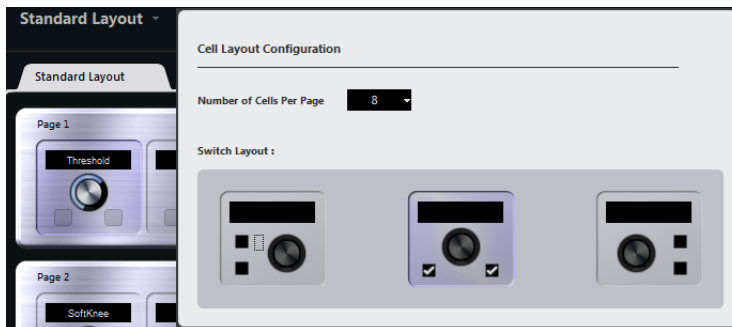 Standard Layout
Standard Layout
Page 1
Threshold
Page 2
SoftKnee
Cell Layout Configuration
Number of Cells Per Page 8
Switch Layout :